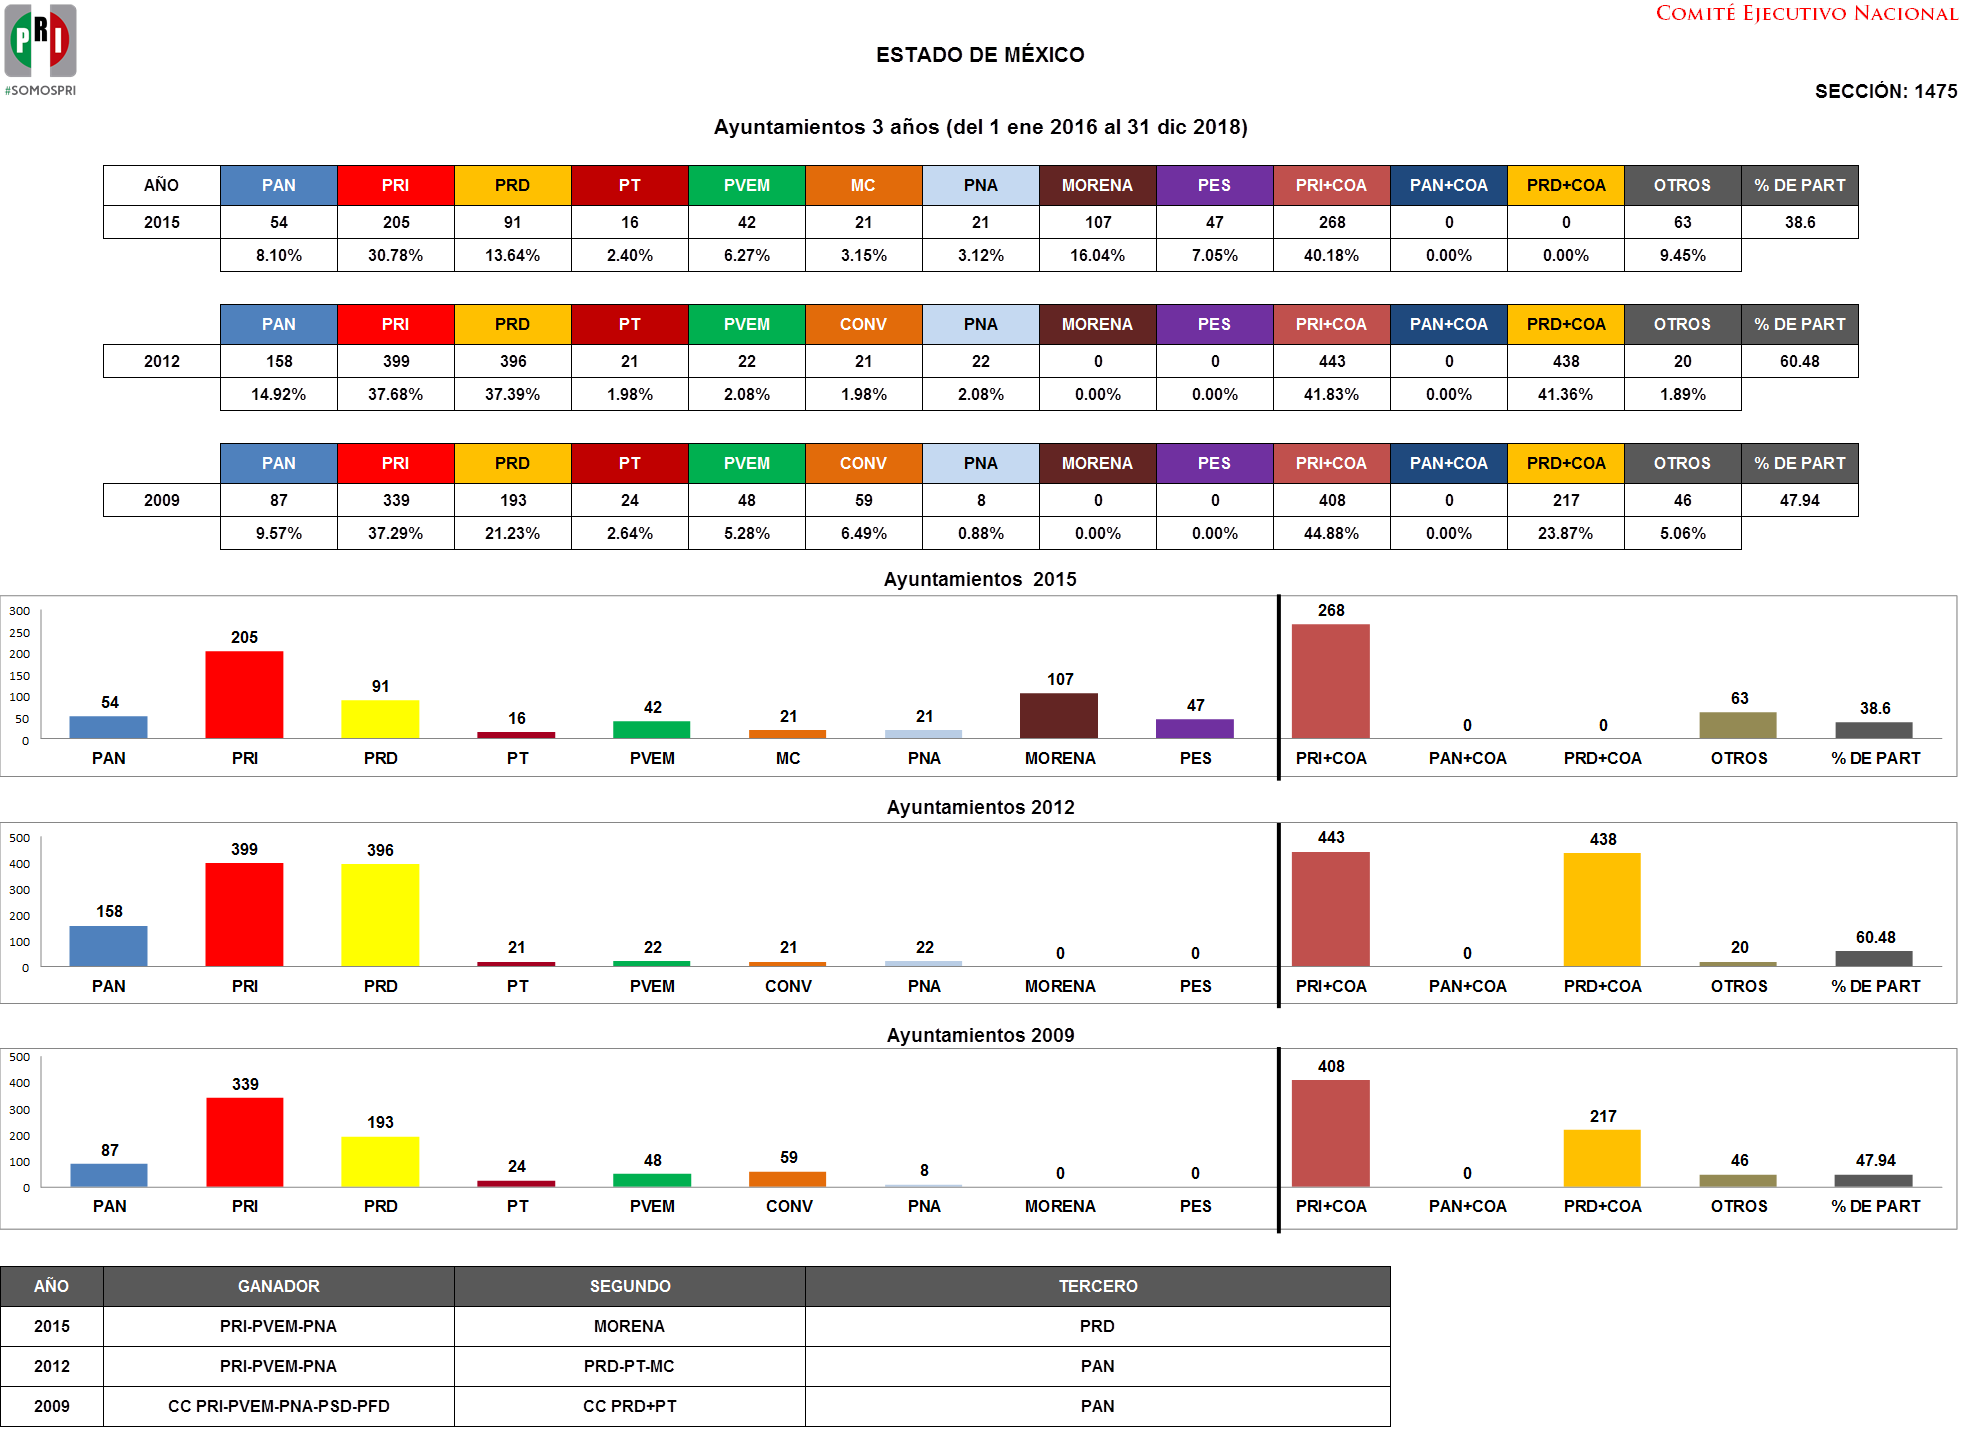 PRI
#SOMOSPRI
COMITÉ EJECUTIVO NACIONAL
ESTADO DE MÉXICO
SECCIÓN: 1475
Ayuntamientos 3 años (del 1 ene 2016 al 31 dic 2018)
AÑO PAN PRI PRD PT PVEM MC PNA MORENA PES PRI+COA PAN+COA PRD+COA OTROS % DE PART
2015 54 205 91 16 42 21 21 107 47 268 0 0 63 38.6
8.10% 30.78% 13.64% 2.40% 6.27% 3.15% 3.12% 16.04% 7.05% 40.18% 0.00% 0.00% 9.45%
PAN PRI PRD PT PVEM CONV PNA MORENA PES PRI+COA PAN+COA PRD+COA OTROS % DE PART
2012 158 399 396 21 22 21 22 0 0 443 0 438 20 60.48
14.92% 37.68% 37.39% 1.98% 2.08% 1.98% 2.08% 0.00% 0.00% 41.83% 0.00% 41.36% 1.89%
PAN PRI PRD PT PVEM CONV PNA MORENA PES PRI+COA PAN+COA PRD+COA OTROS % DE PART
2009 87 339 193 24 48 59 8 0 0 408 0 217 46 47.94
9.57% 37.29% 21.23% 2.64% 5.28% 6.49% 0.88% 0.00% 0.00% 44.88% 0.00% 23.87% 5.06%
Ayuntamientos 2015
300
250
200
150
100
50
0
54 205 91 16 42 21 21 107 47 268 0 0 63 38.6
PAN PRI PRD PT PVEM MC PNA MORENA PES PRI+COA PAN+COA PRD+COA OTROS % DE PART
Ayuntamientos 2012
500
400
300
200
100
0
158 399 396 21 22 21 22 0 0 443 0 438 20 60.48
PAN PRI PRD PT PVEM CONV PNA MORENA PES PRI+COA PAN+COA PRD+COA OTROS % DE PART
Ayuntamientos 2009
500
400
300
200
100
0
87 339 193 24 48 59 8 0 0 408 0 217 46 47.94
PAN PRI PRD PT PVEM CONV PNA MORENA PES PRI+COA PAN+COA PRD+COA OTROS % DE PART
AÑO GANADOR SEGUNDO TERCERO
2015 PRI-PVEM-PNA MORENA PRD
2012 PRI-PVEM-PNA PRD-PT-MC PAN
2009 CC PRI-PVEM-PNA-PSD-PFD CC PRD+PT PAN